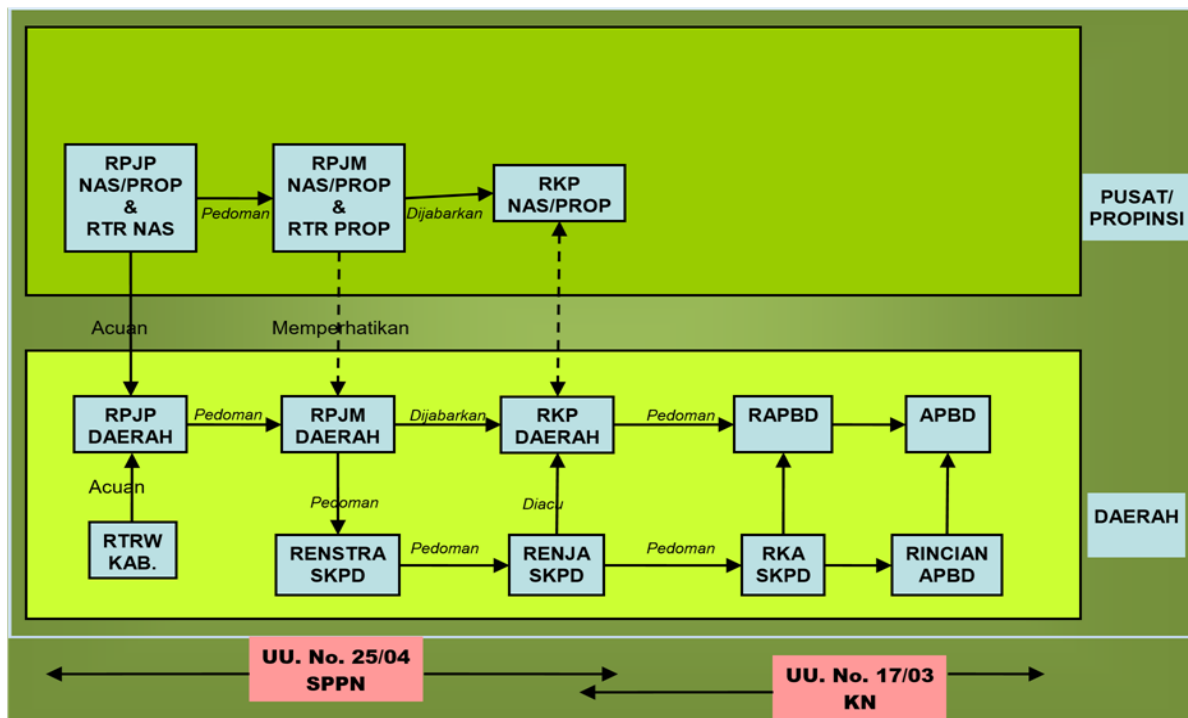 RPJP
NAS/PROP
&
RTR NAS
Pedoman
RPJM
NAS/PROP
&
RTR PROP
Dijabarkan
RKP
NAS/PROP
PUSAT/
PROPINSI
Acuan
Memperhatikan
RPJP
DAERAH
Pedoman
RPJM
DAERAH
Dijabarkan
RKP
DAERAH
Pedoman
RAPBD
APBD
Acuan
Pedoman
Diacu
DAERAH
RTRW
KAB.
RENSTRA
SKPD
Pedoman
RENJA
SKPD
Pedoman
RKA
SKPD
RINCIAN
APBD
UU. No. 25/04
SPPN
UU. No. 17/03
KN